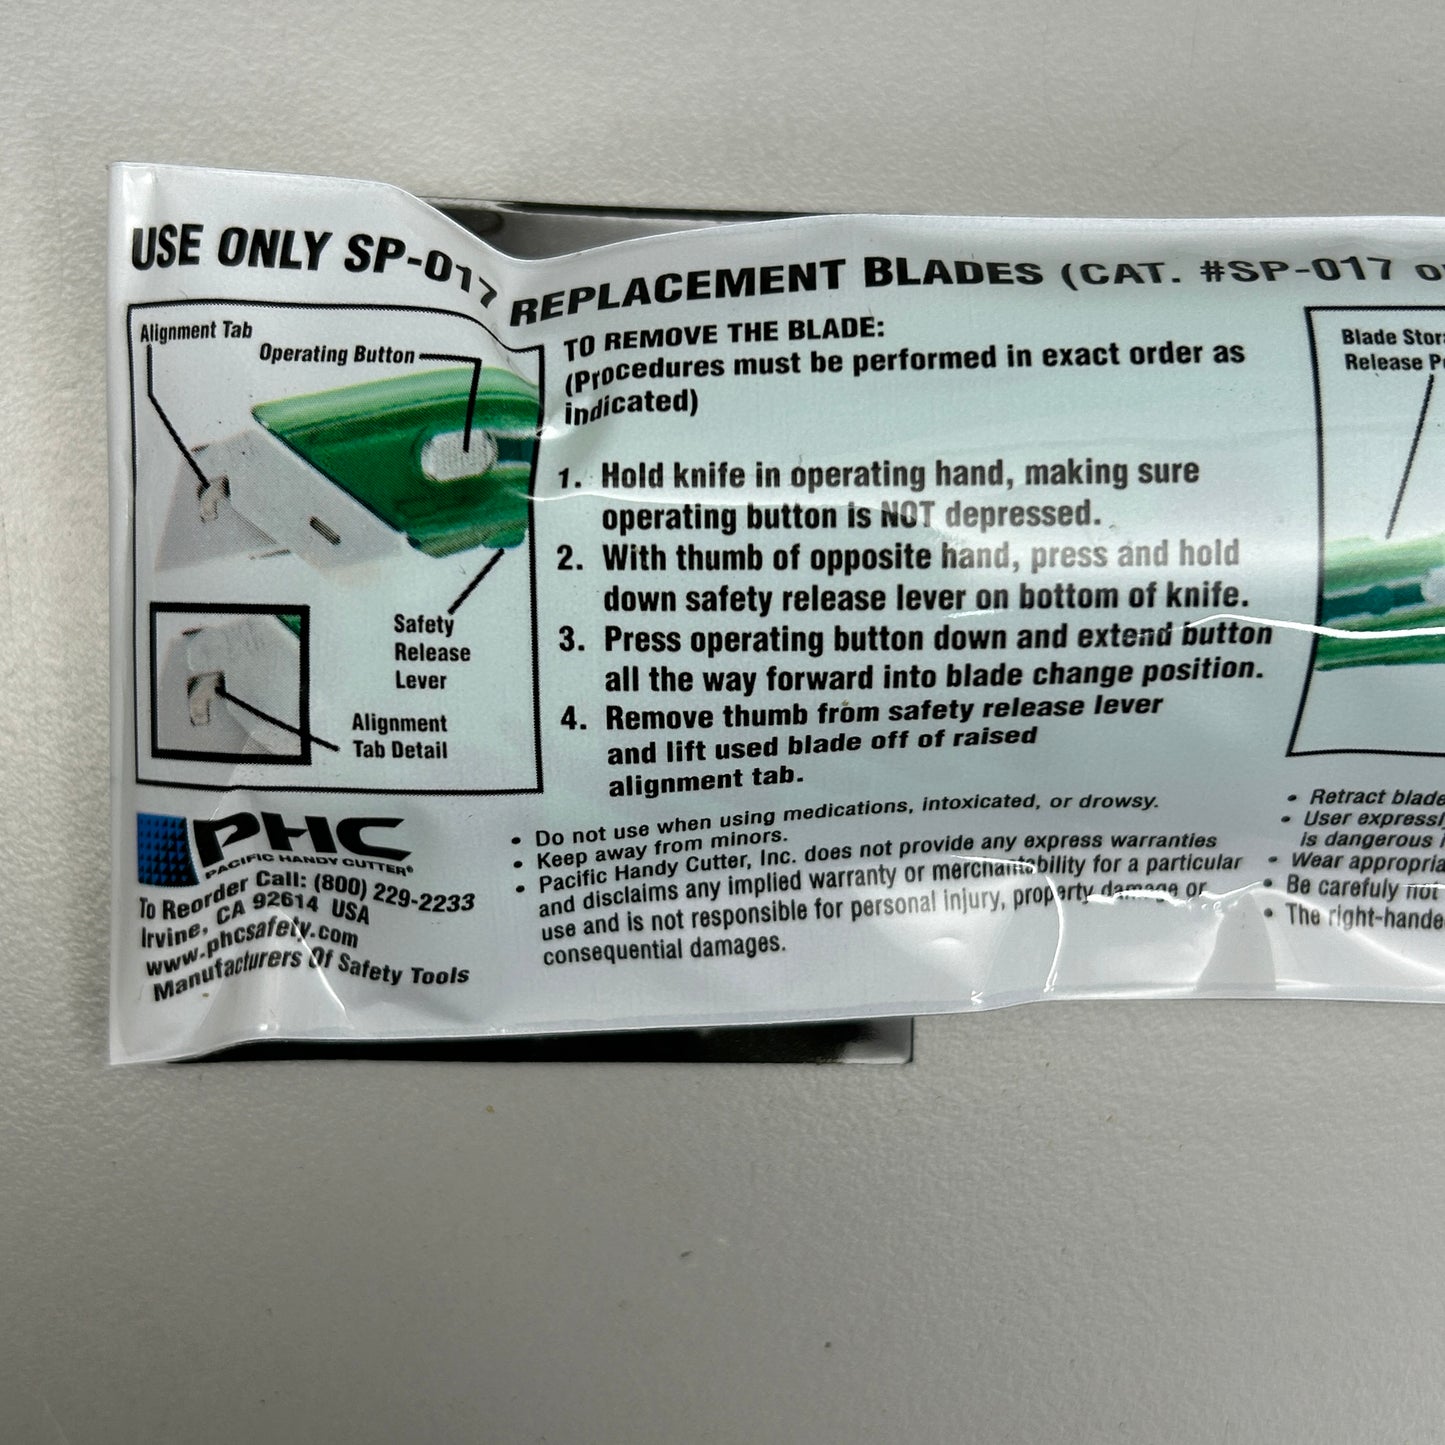 USE ONLY SP-017 REPLACEMENT BLADES (CAT. #SP-017
Alignment Tab
Operating Button
Safety
Release
Lever
Alignment
Tab Detail
TO REMOVE THE BLADE:
(Procedures must be performed in exact order as
indicated)
1. Hold knife in operating hand, making sure
operating button is NOT depressed.
2. With thumb of opposite hand, press and hold
down safety release lever on bottom of knife.
3. Press operating button down and extend button
all the way forward into blade change position.
4. Remove thumb from safety release lever
and lift used blade off of raised
alignment tab.
Blade
Release
PHC
PACIFIC HANDY CUTTER®
To Reorder Call: (800) 229-2233
Irvine, CA 92614 USA
www.phcsafety.com
Manufacturers Of Safety Tools
• Do not use when using medications, intoxicated, or drowsy.
• Keep away from minors.
• Pacific Handy Cutter, Inc. does not provide any express warranties
and disclaims any implied warranty or merchantability for a particular
use and is not responsible for personal injury, property damage or
consequential damages.
• Retract blade
• User
is dangerous
• Wear
• Be carefuly not
• The